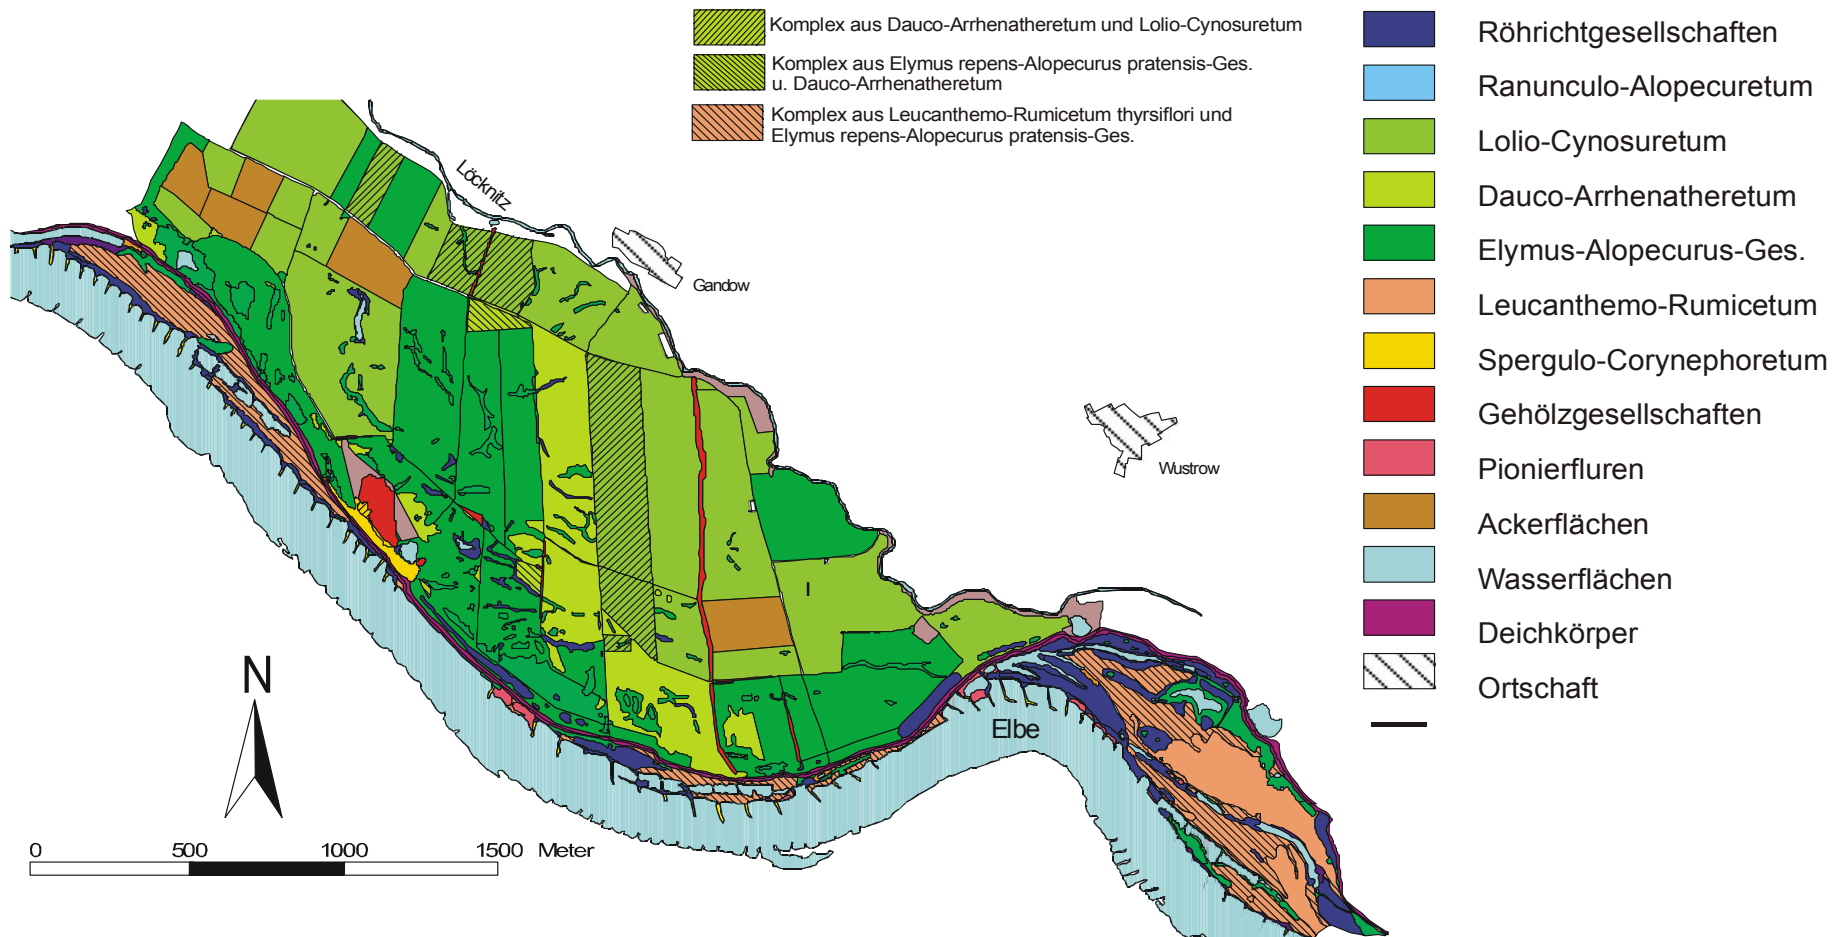 Komplex aus Dauco-Arrhenatheretum und Lolio-Cynosuretum
Komplex aus Elymus repens-Alopecurus pratensis-Ges.
u. Dauco-Arrhenatheretum
Komplex aus Leucanthemo-Rumicetum thyrsiflori und
Elymus repens-Alopecurus pratensis-Ges.
Röhrichtgesellschaften
Ranunculo-Alopecuretum
Lolio-Cynosuretum
Dauco-Arrhenatheretum
Elymus-Alopecurus-Ges.
Leucanthemo-Rumicetum
Spergulo-Corynephoretum
Gehölzgesellschaften
Pionierfluren
Ackerflächen
Wasserflächen
Deichkörper
Ortschaft
Löcknitz
Gandow
Wustrow
Elbe
N
0 500 1000 1500 Meter